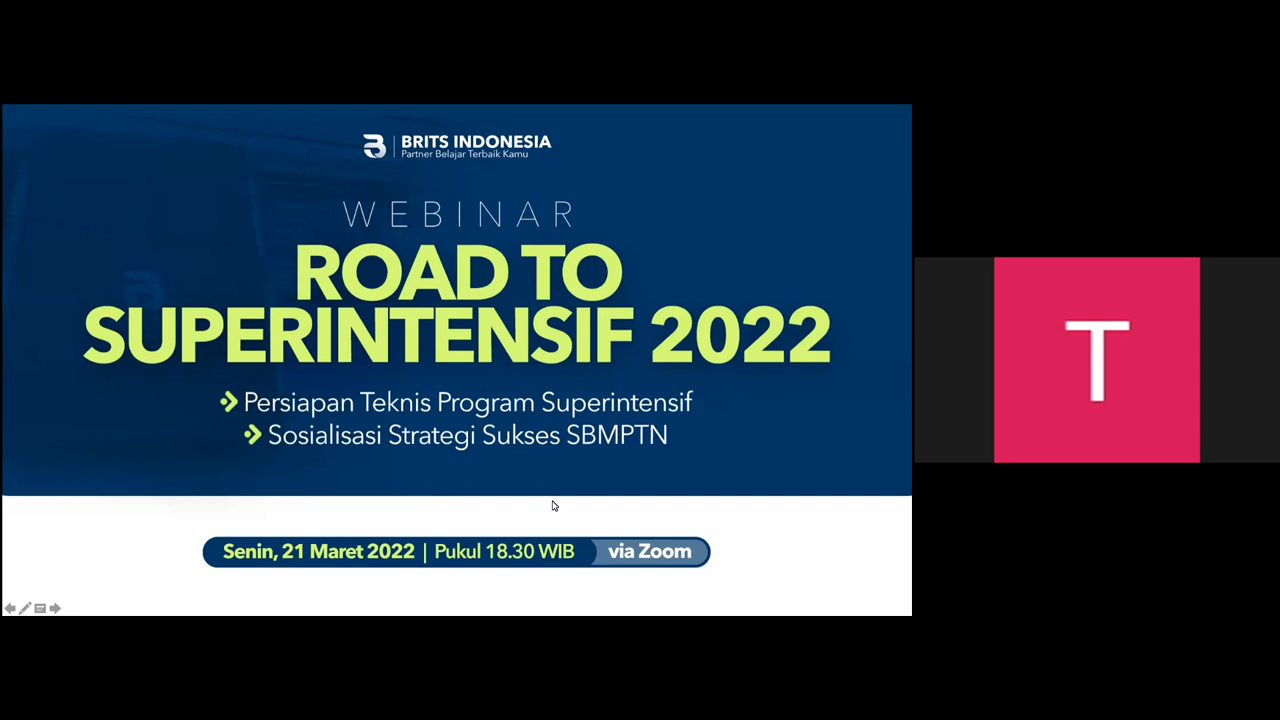 BRITS INDONESIA
Partner Belajar Terbaik Kamu
WEBINAR
ROAD TO
SUPERINTENSIF 2022
Persiapan Teknis Program Superintensif
Sosialisasi Strategi Sukses SBMPTN
Senin, 21 Maret 2022 | Pukul 18.30 WIB via Zoom
T